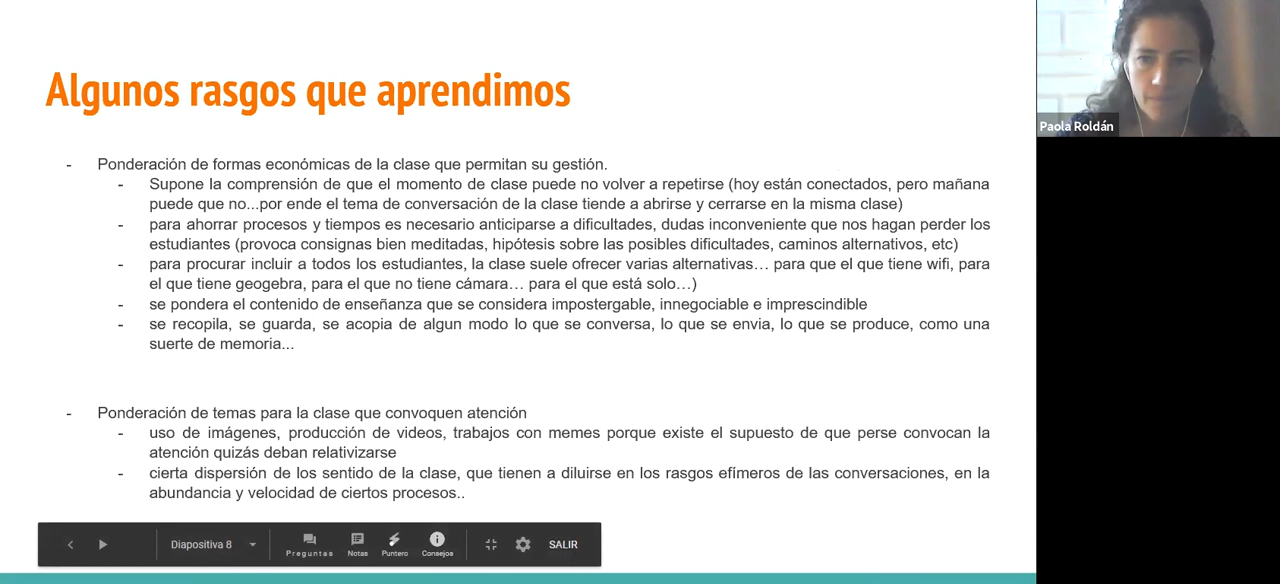 Algunos rasgos que aprendimos
Paola Roldán
- Ponderación de formas económicas de la clase que permitan su gestión.
- Supone la comprensión de que el momento de clase puede no volver a repetirse (hoy están conectados, pero mañana
puede que no...por ende el tema de conversación de la clase tiende a abrirse y cerrarse en la misma clase)
- para ahorrar procesos y tiempos es necesario anticiparse a dificultades, dudas inconveniente que nos hagan perder los
estudiantes (provoca consignas bien meditadas, hipótesis sobre las posibles dificultades, caminos alternativos, etc)
- para procurar incluir a todos los estudiantes, la clase suele ofrecer varias alternativas… para que el que tiene wifi, para
el que tiene geogebra, para el que no tiene cámara… para el que está solo…)
- se pondera el contenido de enseñanza que se considera impostergable, innegociable e imprescindible
- se recopila, se guarda, se acopia de algun modo lo que se conversa, lo que se envia, lo que se produce, como una
suerte de memoria...
- Ponderación de temas para la clase que convoquen atención
- uso de imágenes, producción de videos, trabajos con memes porque existe el supuesto de que perse convocan la
atención quizás deban relativizarse
- cierta dispersión de los sentido de la clase, que tienen a diluirse en los rasgos efímeros de las conversaciones, en la
abundancia y velocidad de ciertos procesos..
Diapositiva 8
Preguntas
Notas
Puntero
Consejos
SALIR